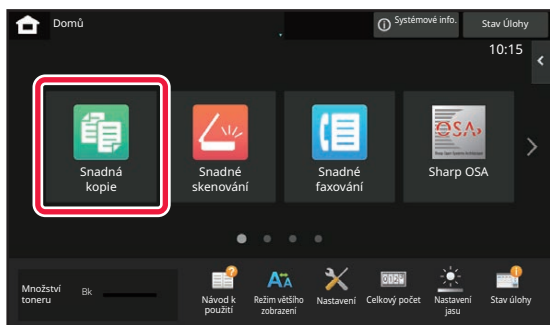 Domů
Systémové info.
Stav Úlohy
10:15
Snadná
kopie
Snadné
skenování
Snadné
faxování
OSA
Sharp OSA
Množství
toneru
Bk
Návod k
použití
Režim většího
zobrazení
Nastavení
Celkový počet
Nastavení
jasu
Stav úlohy